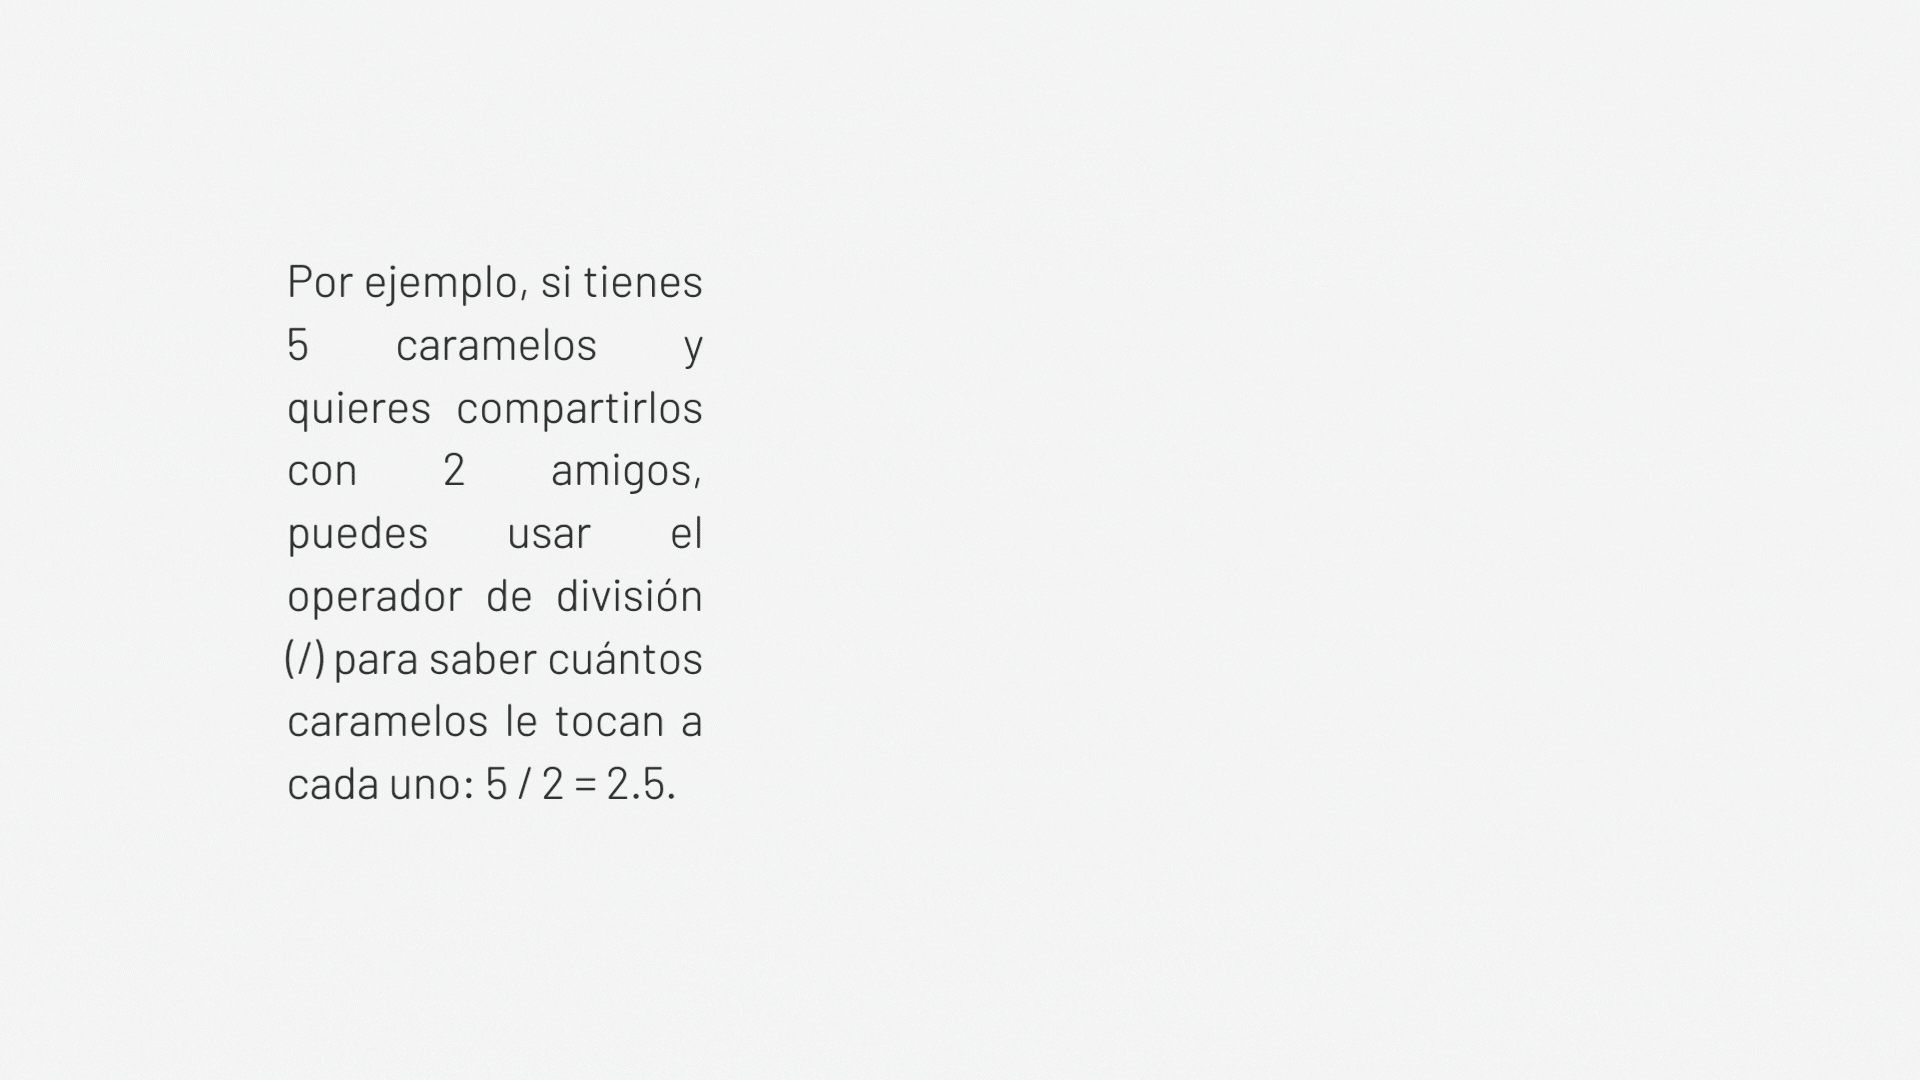 Por ejemplo, si tienes
5 caramelos y
quieres compartirlos
con 2 amigos,
puedes usar el
operador de división
(/) para saber cuántos
caramelos le tocan a
cada uno: 5 / 2 = 2.5.